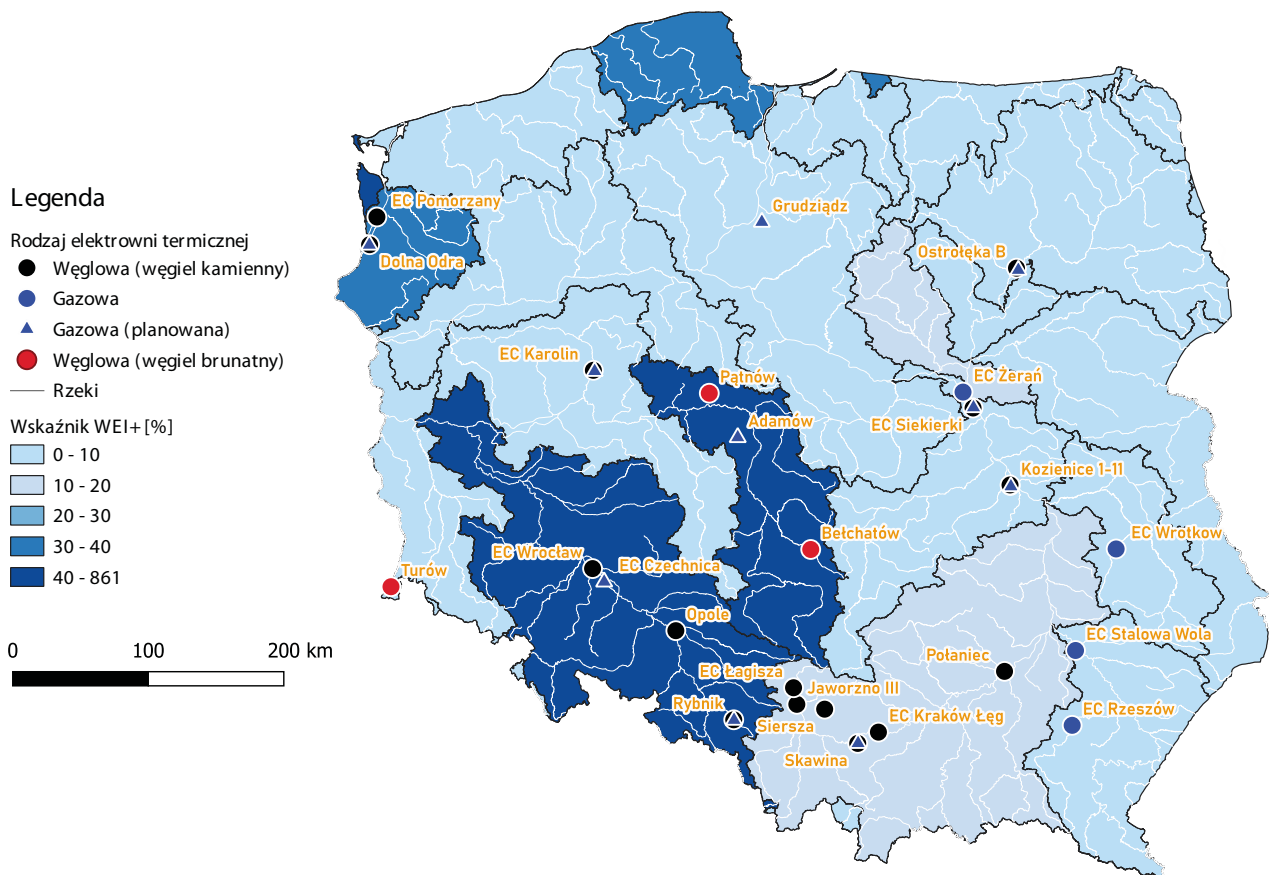 Legenda
Rodzaj elektrowni termicznej
Węglowa (węgiel kamienny)
Gazowa
Gazowa (planowana)
Węglowa (węgiel brunatny)
Rzeki
Wskaźnik WEI+ [%]
0 - 10
10 - 20
20 - 30
30 - 40
40 - 861
0 100 200 km
EC Pomorzany
Dolna Odra
Grudziądz
Ostrołęka B
EC Karolin
Pątnów
EC Żerań
EC Siekierki
Adamów
Kozienice 1-11
Bełchatów
EC Wrotkow
EC Wrocław
EC Czechnica
Turów
Opole
EC Stalowa Wola
Połaniec
EC Łagisza
Jaworzno III
Rybnik
Siersza
EC Kraków Łęg
EC Rzeszów
Skawina